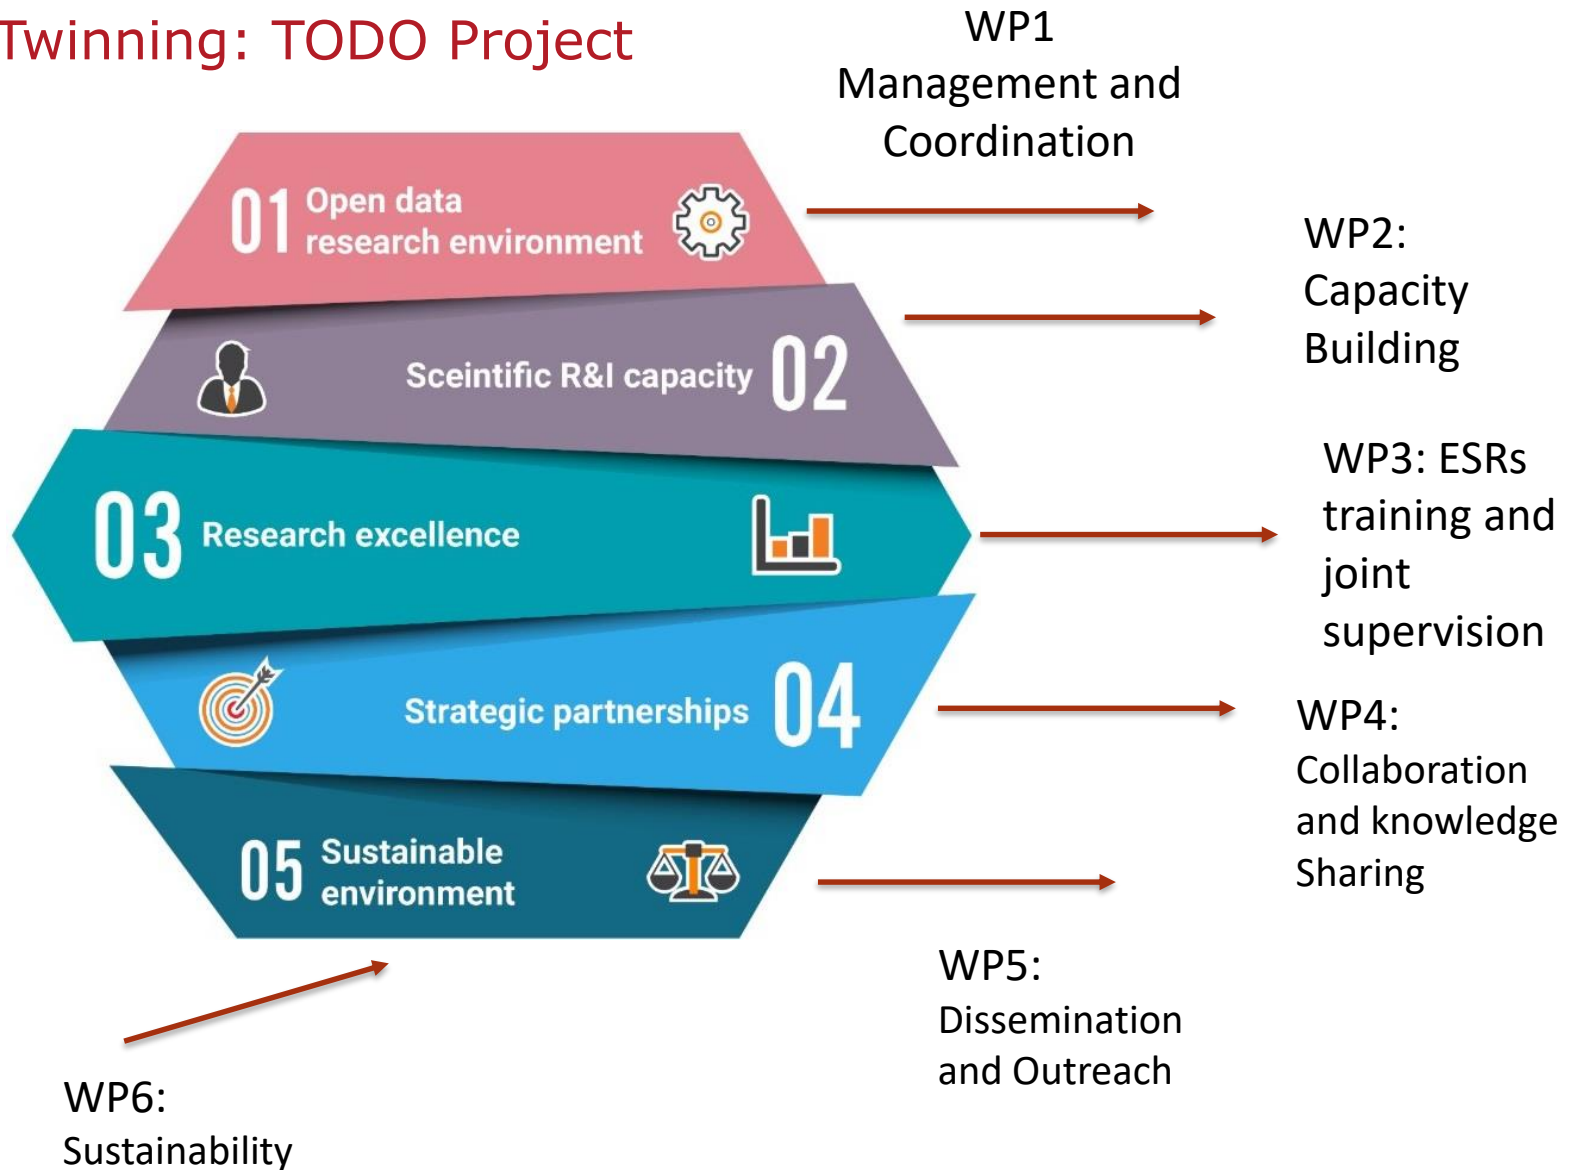 Twinning: TODO Project
WP1
Management and
Coordination
01 Open data
research environment
WP2:
Capacity
Building
Sceintific R&I capacity 02
WP3: ESRs
training and
joint
supervision
03 Research excellence
WP4:
Collaboration
and knowledge
Sharing
Strategic partnerships 04
05 Sustainable
environment
WP5:
Dissemination
and Outreach
WP6:
Sustainability